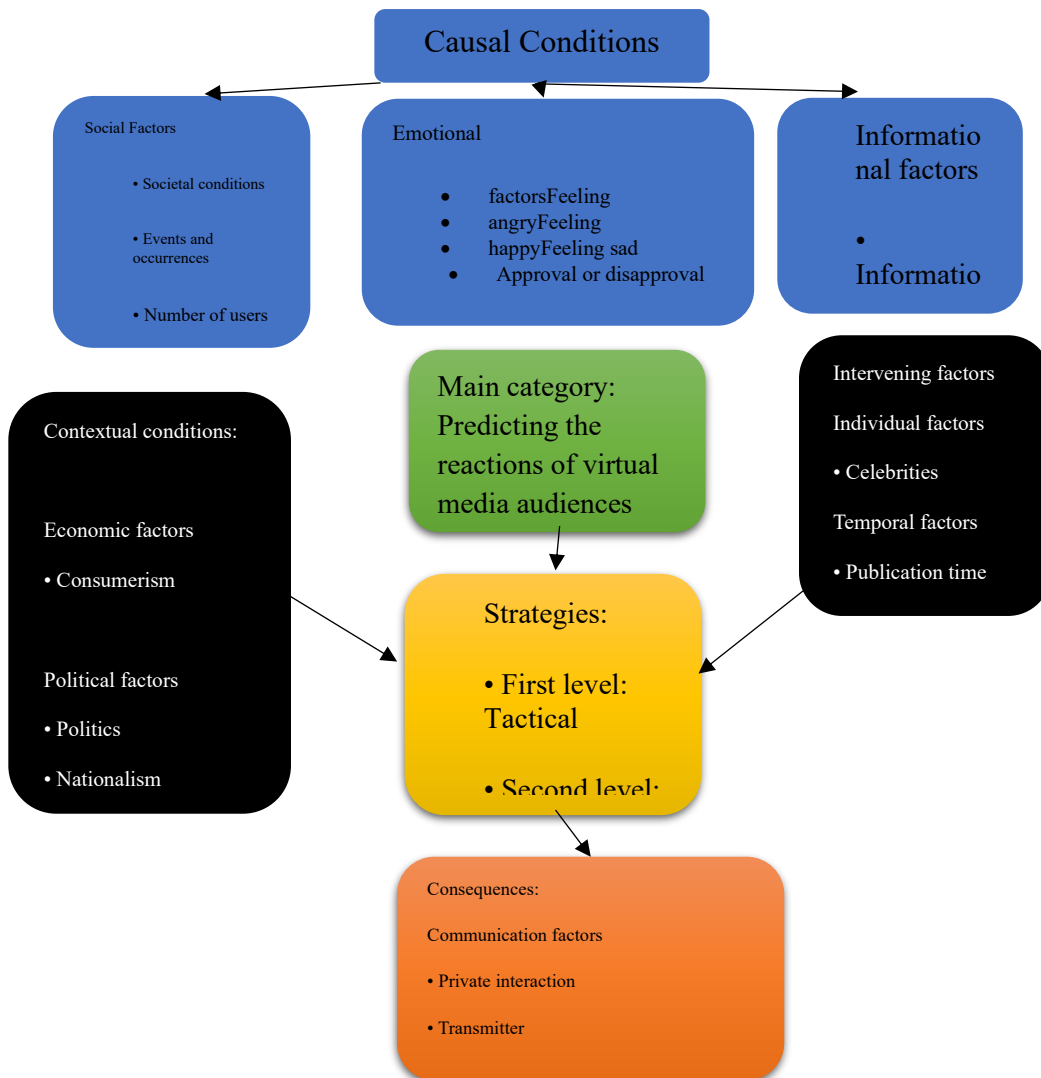 Causal Conditions
Social Factors
• Societal conditions
• Events and
occurrences
• Number of users
Emotional
• factorsFeeling
• angryFeeling
• happyFeeling sad
• Approval or disapproval
Informatio
nal factors
•
Informatio
Contextual conditions:
Economic factors
• Consumerism
Political factors
• Politics
• Nationalism
Main category:
Predicting the
reactions of virtual
media audiences
Intervening factors
Individual factors
• Celebrities
Temporal factors
• Publication time
Strategies:
• First level:
Tactical
• Second level:
Consequences:
Communication factors
• Private interaction
• Transmitter